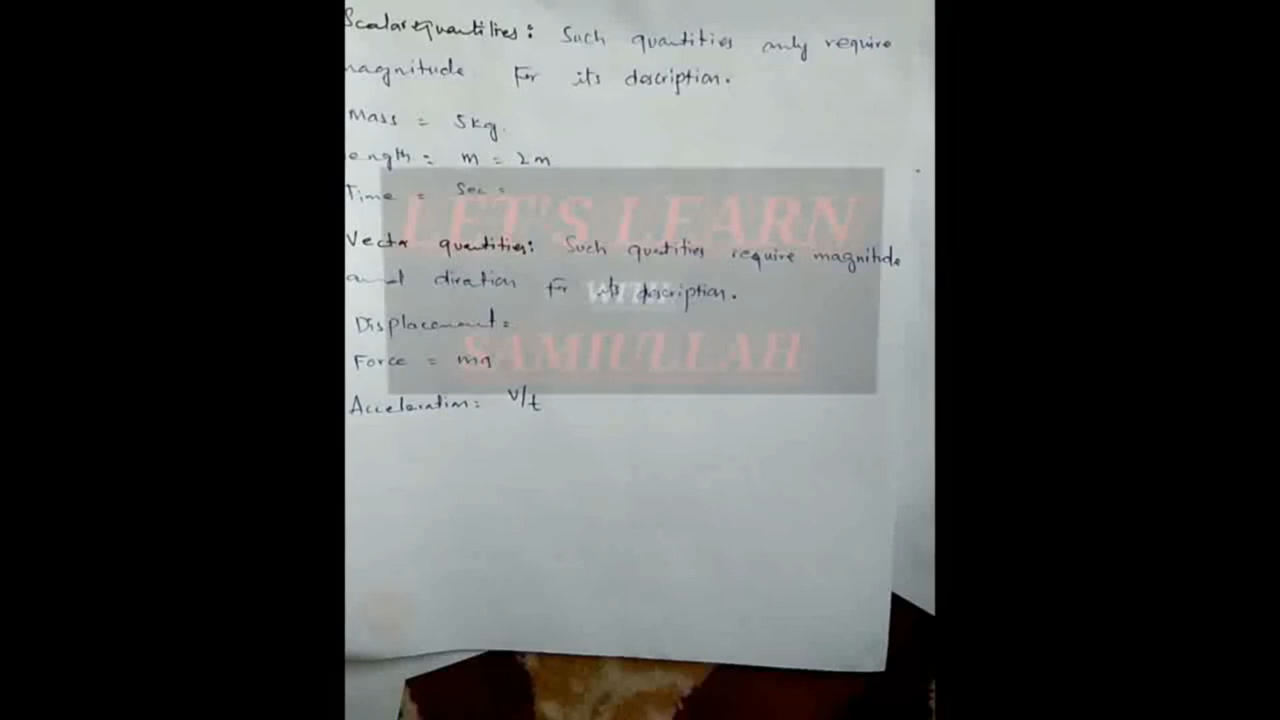 Scalar quantities: Such quantities only require
magnitude For its description.
Mass = 5kg.
ength = m = 2m
Time = Sec =
Vector quantities: Such quantities require magnitude
and diraction for its description.
Displacement =
Force = ma
Acceleration = V/t
LET'S LEARN
WITH
SAMIULLAH